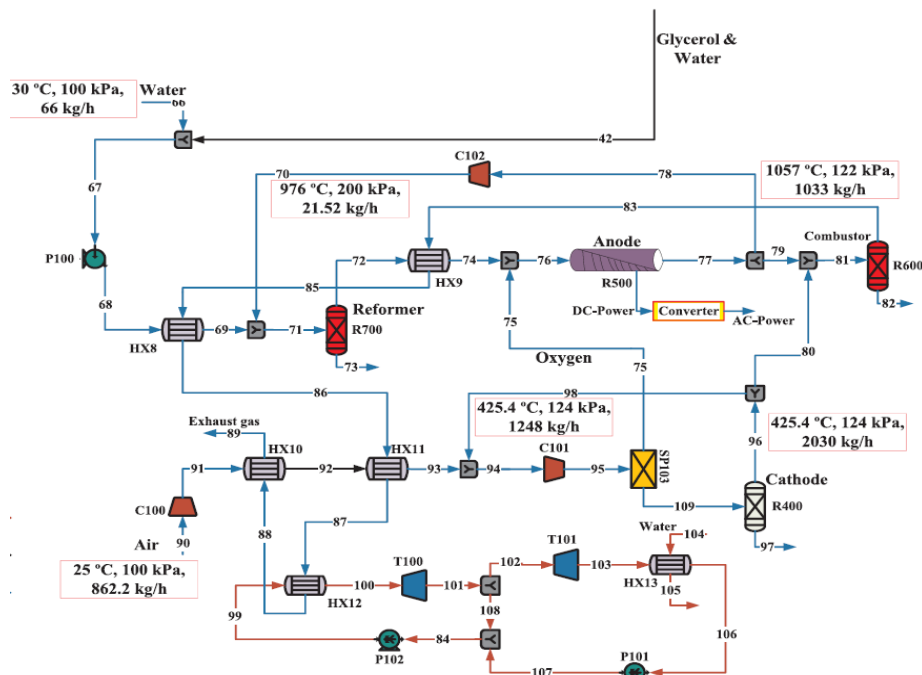 Glycerol &
Water
30 °C, 100 kPa,
66 kg/h
Water
66
42
C102
70
78
1057 °C, 122 kPa,
1033 kg/h
976 °C, 200 kPa,
21.52 kg/h
67
83
Anode
Combustor
P100
72
74
76
77
79
81
R600
HX9
R500
82
68
85
Reformer
DC-Power
Converter
AC-Power
69
71
R700
75
HX8
73
Oxygen
75
80
86
98
Exhaust gas
89
425.4 °C, 124 kPa,
1248 kg/h
425.4 °C, 124 kPa,
2030 kg/h
HX10
HX11
C101
96
91
92
93
94
95
SP103
Cathode
C100
109
R400
88
87
Water
104
97
Air
90
T101
T100
102
103
25 °C, 100 kPa,
862.2 kg/h
100
101
HX13
105
HX12
99
108
106
84
P102
P101
107